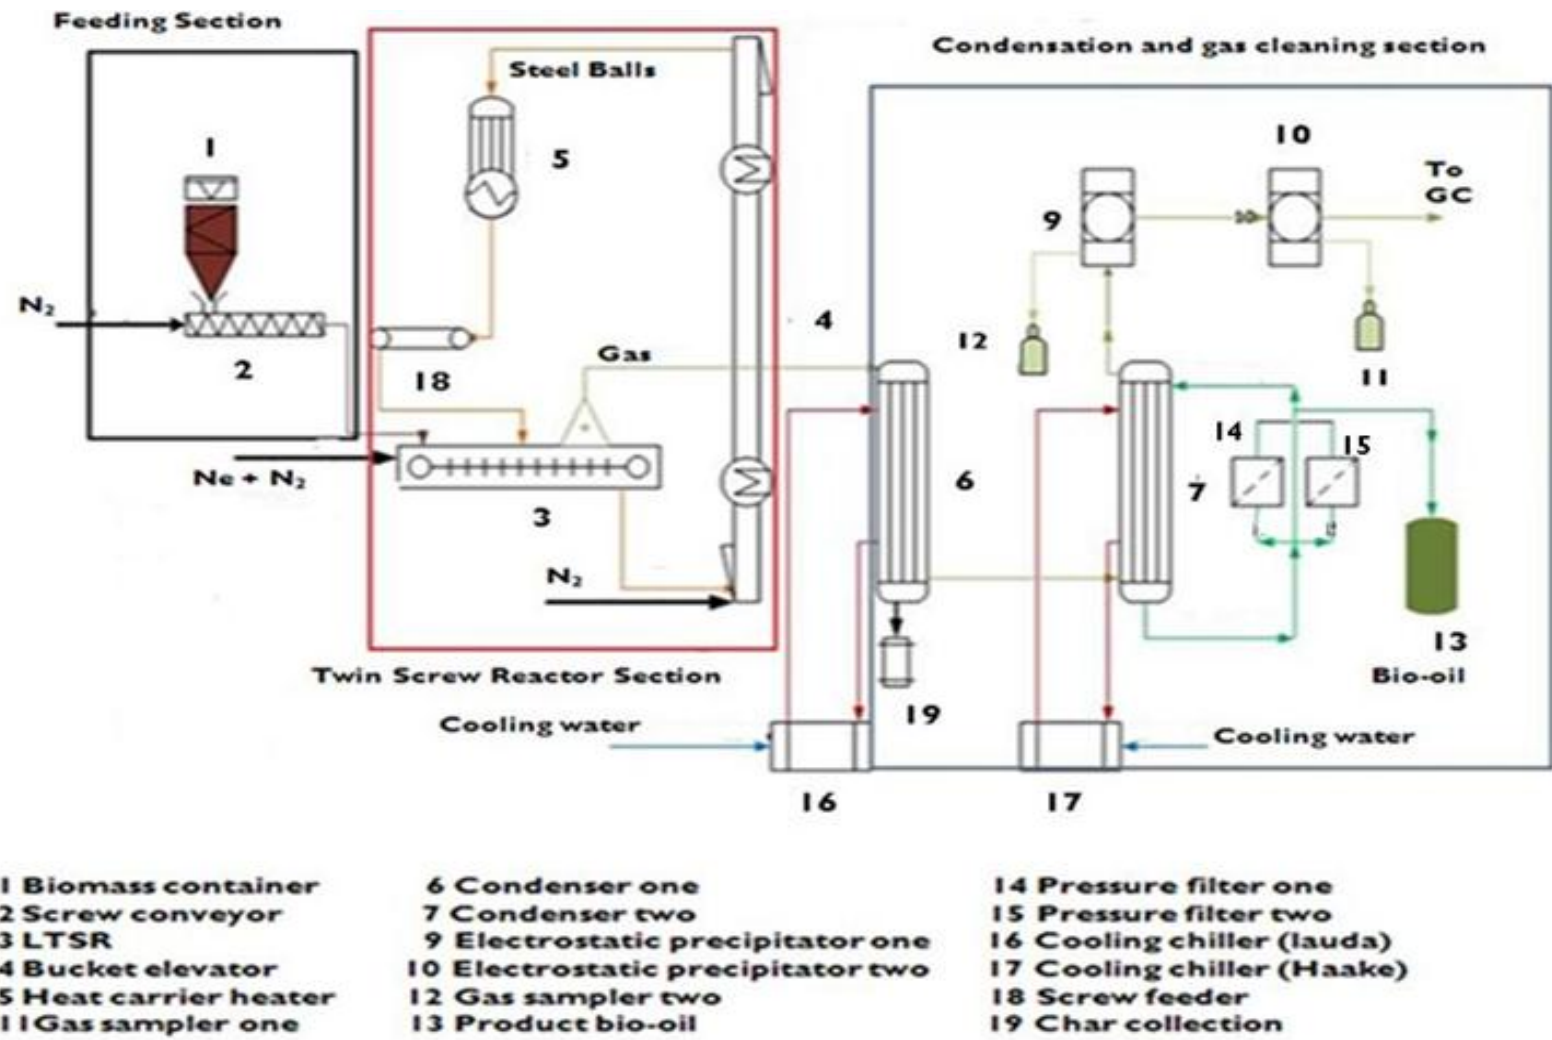 Feeding Section
Steel Balls
Condensation and gas cleaning section
1
5
10
To
GC
9
N₂
4
12
2
Gas
18
11
14
15
Ne + N₂
6
7
3
N₂
13
Twin Screw Reactor Section
Bio-oil
Cooling water
19
Cooling water
16
17
1 Biomass container
2 Screw conveyor
3 LTSR
4 Bucket elevator
5 Heat carrier heater
11Gas sampler one
6 Condenser one
7 Condenser two
9 Electrostatic precipitator one
10 Electrostatic precipitator two
12 Gas sampler two
13 Product bio-oil
14 Pressure filter one
15 Pressure filter two
16 Cooling chiller (lauda)
17 Cooling chiller (Haake)
18 Screw feeder
19 Char collection